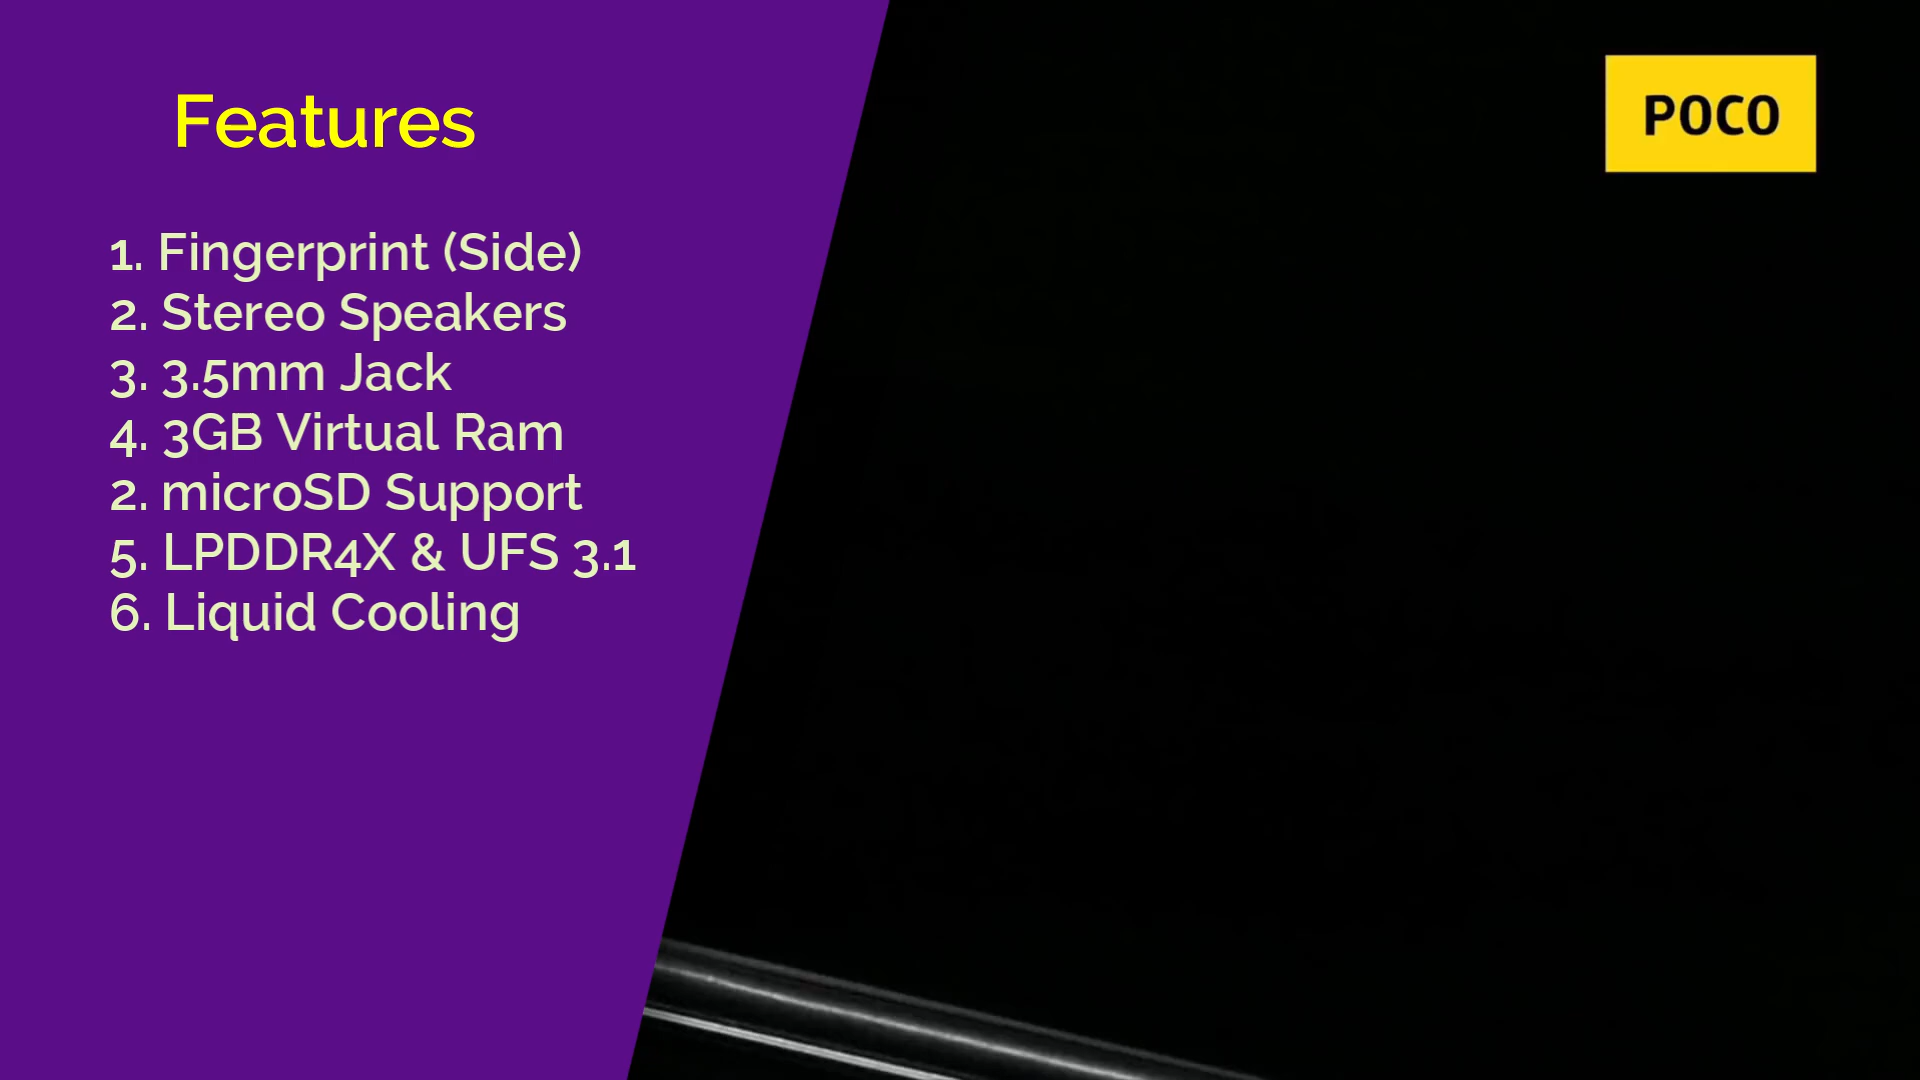 Features
POCO
1. Fingerprint (Side)
2. Stereo Speakers
3. 3.5mm Jack
4. 3GB Virtual Ram
2. microSD Support
5. LPDDR4X & UFS 3.1
6. Liquid Cooling